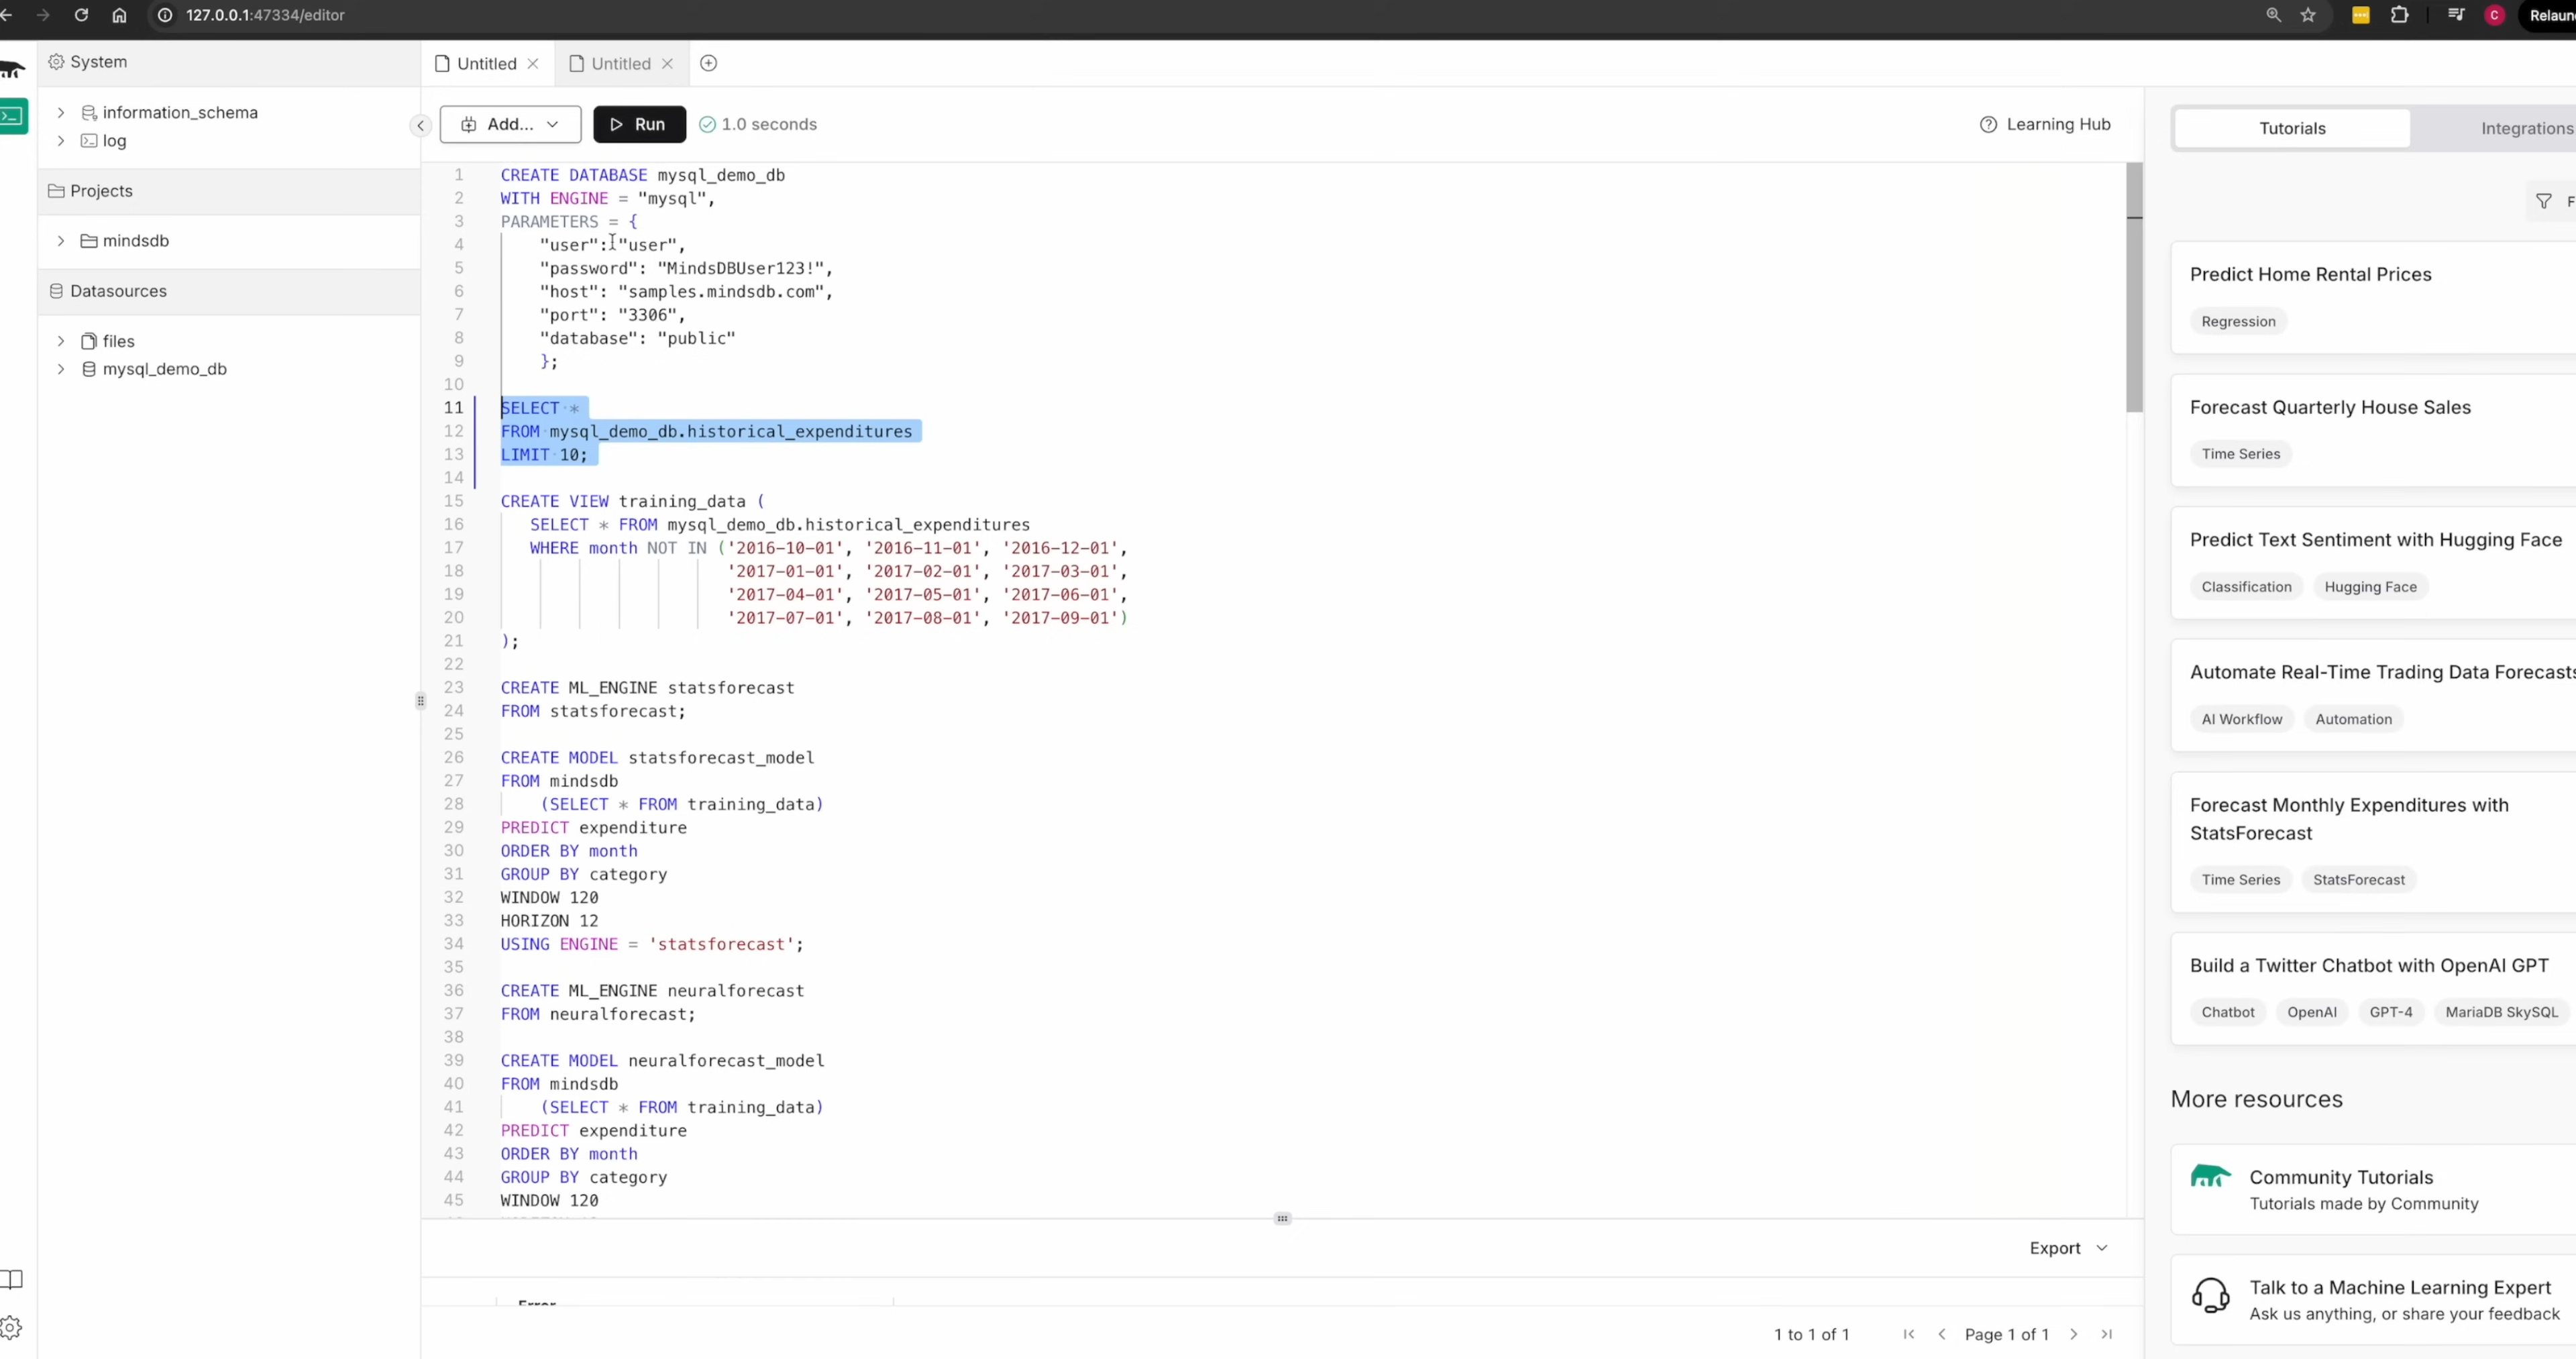 127.0.0.1:47334/editor
Relaun
System
information_schema
log
Projects
mindsdb
Datasources
files
mysql_demo_db
Untitled
Untitled
Add...
Run
1.0 seconds
Learning Hub
1 CREATE DATABASE mysql_demo_db
2 WITH ENGINE = "mysql",
3 PARAMETERS = {
4 "user": "user",
5 "password": "MindsDBUser123!",
6 "host": "samples.mindsdb.com",
7 "port": "3306",
8 "database": "public"
9 };
10
11 SELECT *
12 FROM mysql_demo_db.historical_expenditures
13 LIMIT 10;
14
15 CREATE VIEW training_data (
16 SELECT * FROM mysql_demo_db.historical_expenditures
17 WHERE month NOT IN ('2016-10-01', '2016-11-01', '2016-12-01',
18 '2017-01-01', '2017-02-01', '2017-03-01',
19 '2017-04-01', '2017-05-01', '2017-06-01',
20 '2017-07-01', '2017-08-01', '2017-09-01')
21 );
22
23 CREATE ML_ENGINE statsforecast
24 FROM statsforecast;
25
26 CREATE MODEL statsforecast_model
27 FROM mindsdb
28 (SELECT * FROM training_data)
29 PREDICT expenditure
30 ORDER BY month
31 GROUP BY category
32 WINDOW 120
33 HORIZON 12
34 USING ENGINE = 'statsforecast';
35
36 CREATE ML_ENGINE neuralforecast
37 FROM neuralforecast;
38
39 CREATE MODEL neuralforecast_model
40 FROM mindsdb
41 (SELECT * FROM training_data)
42 PREDICT expenditure
43 ORDER BY month
44 GROUP BY category
45 WINDOW 120
Export
Error
1 to 1 of 1
Page 1 of 1
Tutorials
Integrations
F
Predict Home Rental Prices
Regression
Forecast Quarterly House Sales
Time Series
Predict Text Sentiment with Hugging Face
Classification
Hugging Face
Automate Real-Time Trading Data Forecasts
AI Workflow
Automation
Forecast Monthly Expenditures with
StatsForecast
Time Series
StatsForecast
Build a Twitter Chatbot with OpenAI GPT
Chatbot
OpenAI
GPT-4
MariaDB SkySQL
More resources
Community Tutorials
Tutorials made by Community
Talk to a Machine Learning Expert
Ask us anything, or share your feedback